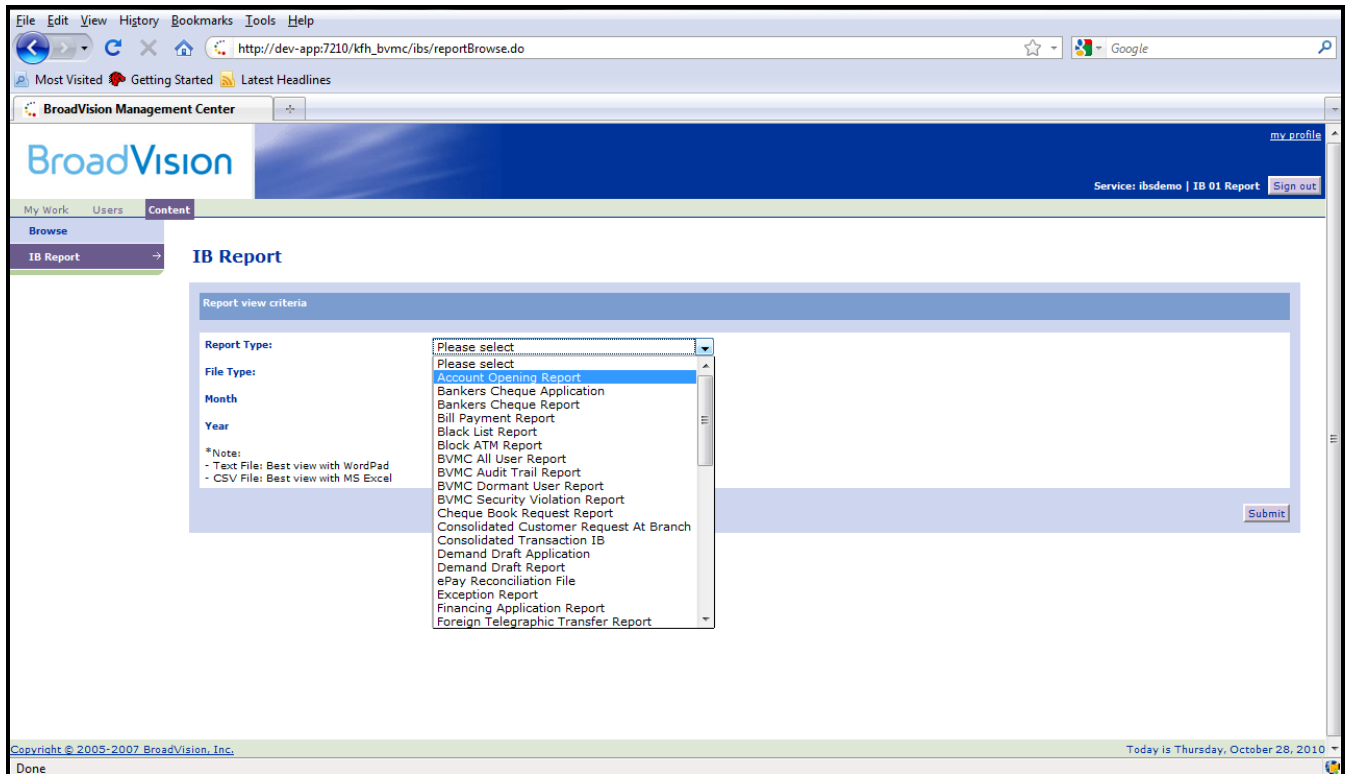 File Edit View History Bookmarks Tools Help
http://dev-app:7210/kfh_bvmc/ibs/reportBrowse.do
Google
Most Visited Getting Started Latest Headlines
BroadVision Management Center
my profile
BroadVision
Service: ibsdemo | IB 01 Report Sign out
My Work Users Content
Browse
IB Report
IB Report
Report view criteria
Report Type:
Please select
Please select
File Type:
Account Opening Report
Bankers Cheque Application
Month
Bankers Cheque Report
Bill Payment Report
Year
Black List Report
Block ATM Report
*Note:
BVMC All User Report
- Text File: Best view with WordPad
BVMC Audit Trail Report
- CSV File: Best view with MS Excel
BVMC Dormant User Report
BVMC Security Violation Report
Cheque Book Request Report
Submit
Consolidated Customer Request At Branch
Consolidated Transaction IB
Demand Draft Application
Demand Draft Report
ePay Reconciliation File
Exception Report
Financing Application Report
Foreign Telegraphic Transfer Report
Copyright © 2005-2007 BroadVision, Inc.
Today is Thursday, October 28, 2010
Done